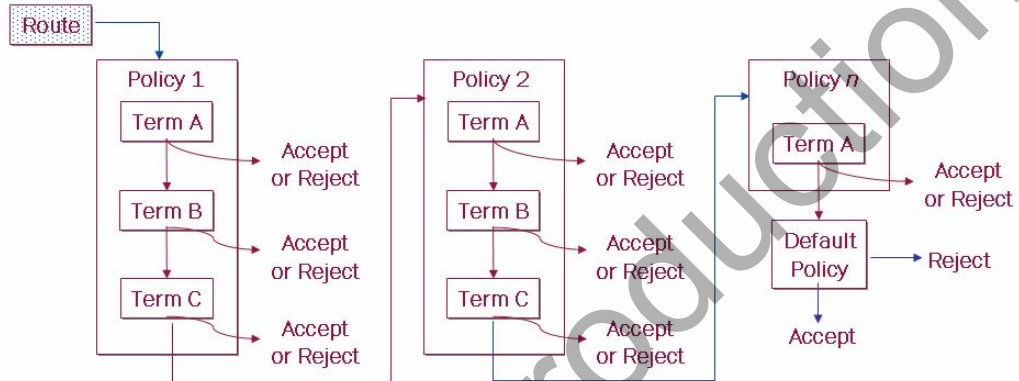 Route
Policy 1
Term A
Accept
or Reject
Term B
Accept
or Reject
Term C
Accept
or Reject
Policy 2
Term A
Accept
or Reject
Term B
Accept
or Reject
Term C
Accept
or Reject
Policy n
Term A
Accept
or Reject
Default
Policy
Reject
Accept
roduction